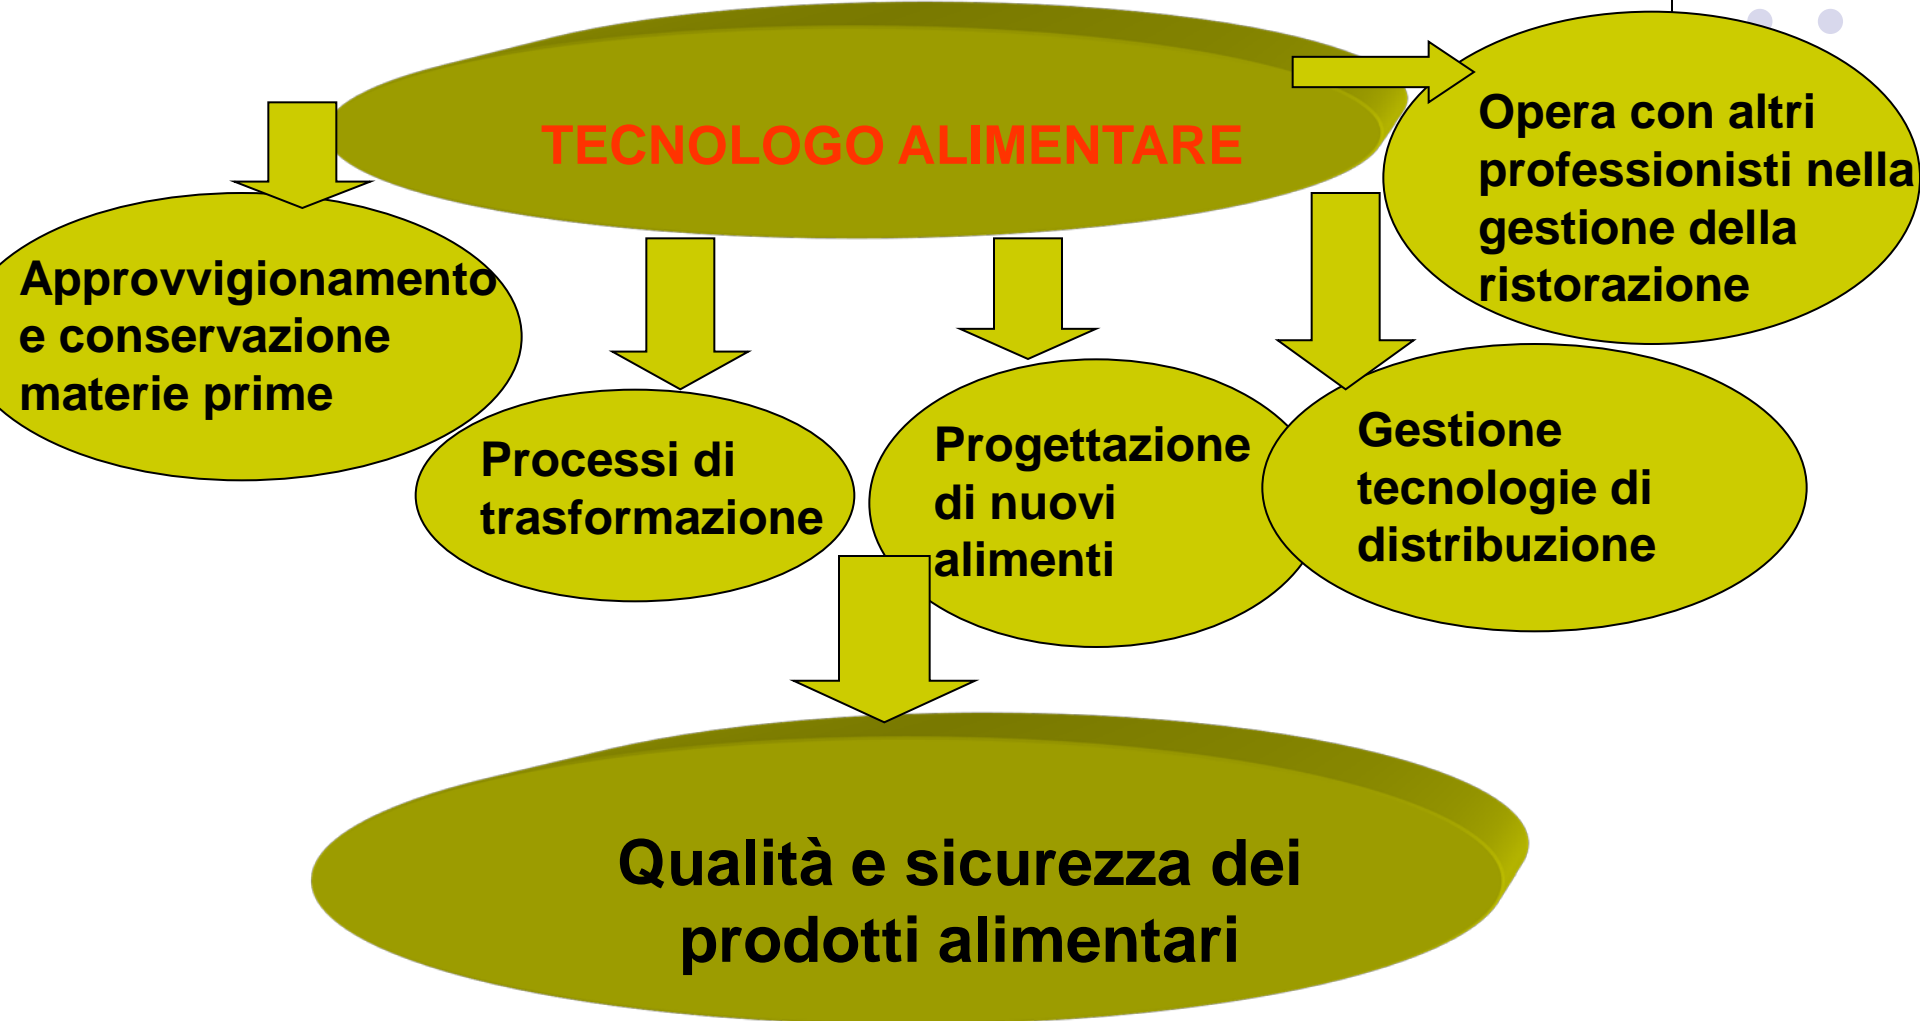 TECNOLOGO ALIMENTARE
Opera con altri
professionisti nella
gestione della
ristorazione
Approvvigionamento
e conservazione
materie prime
Processi di
trasformazione
Progettazione
di nuovi
alimenti
Gestione
tecnologie di
distribuzione
Qualità e sicurezza dei
prodotti alimentari